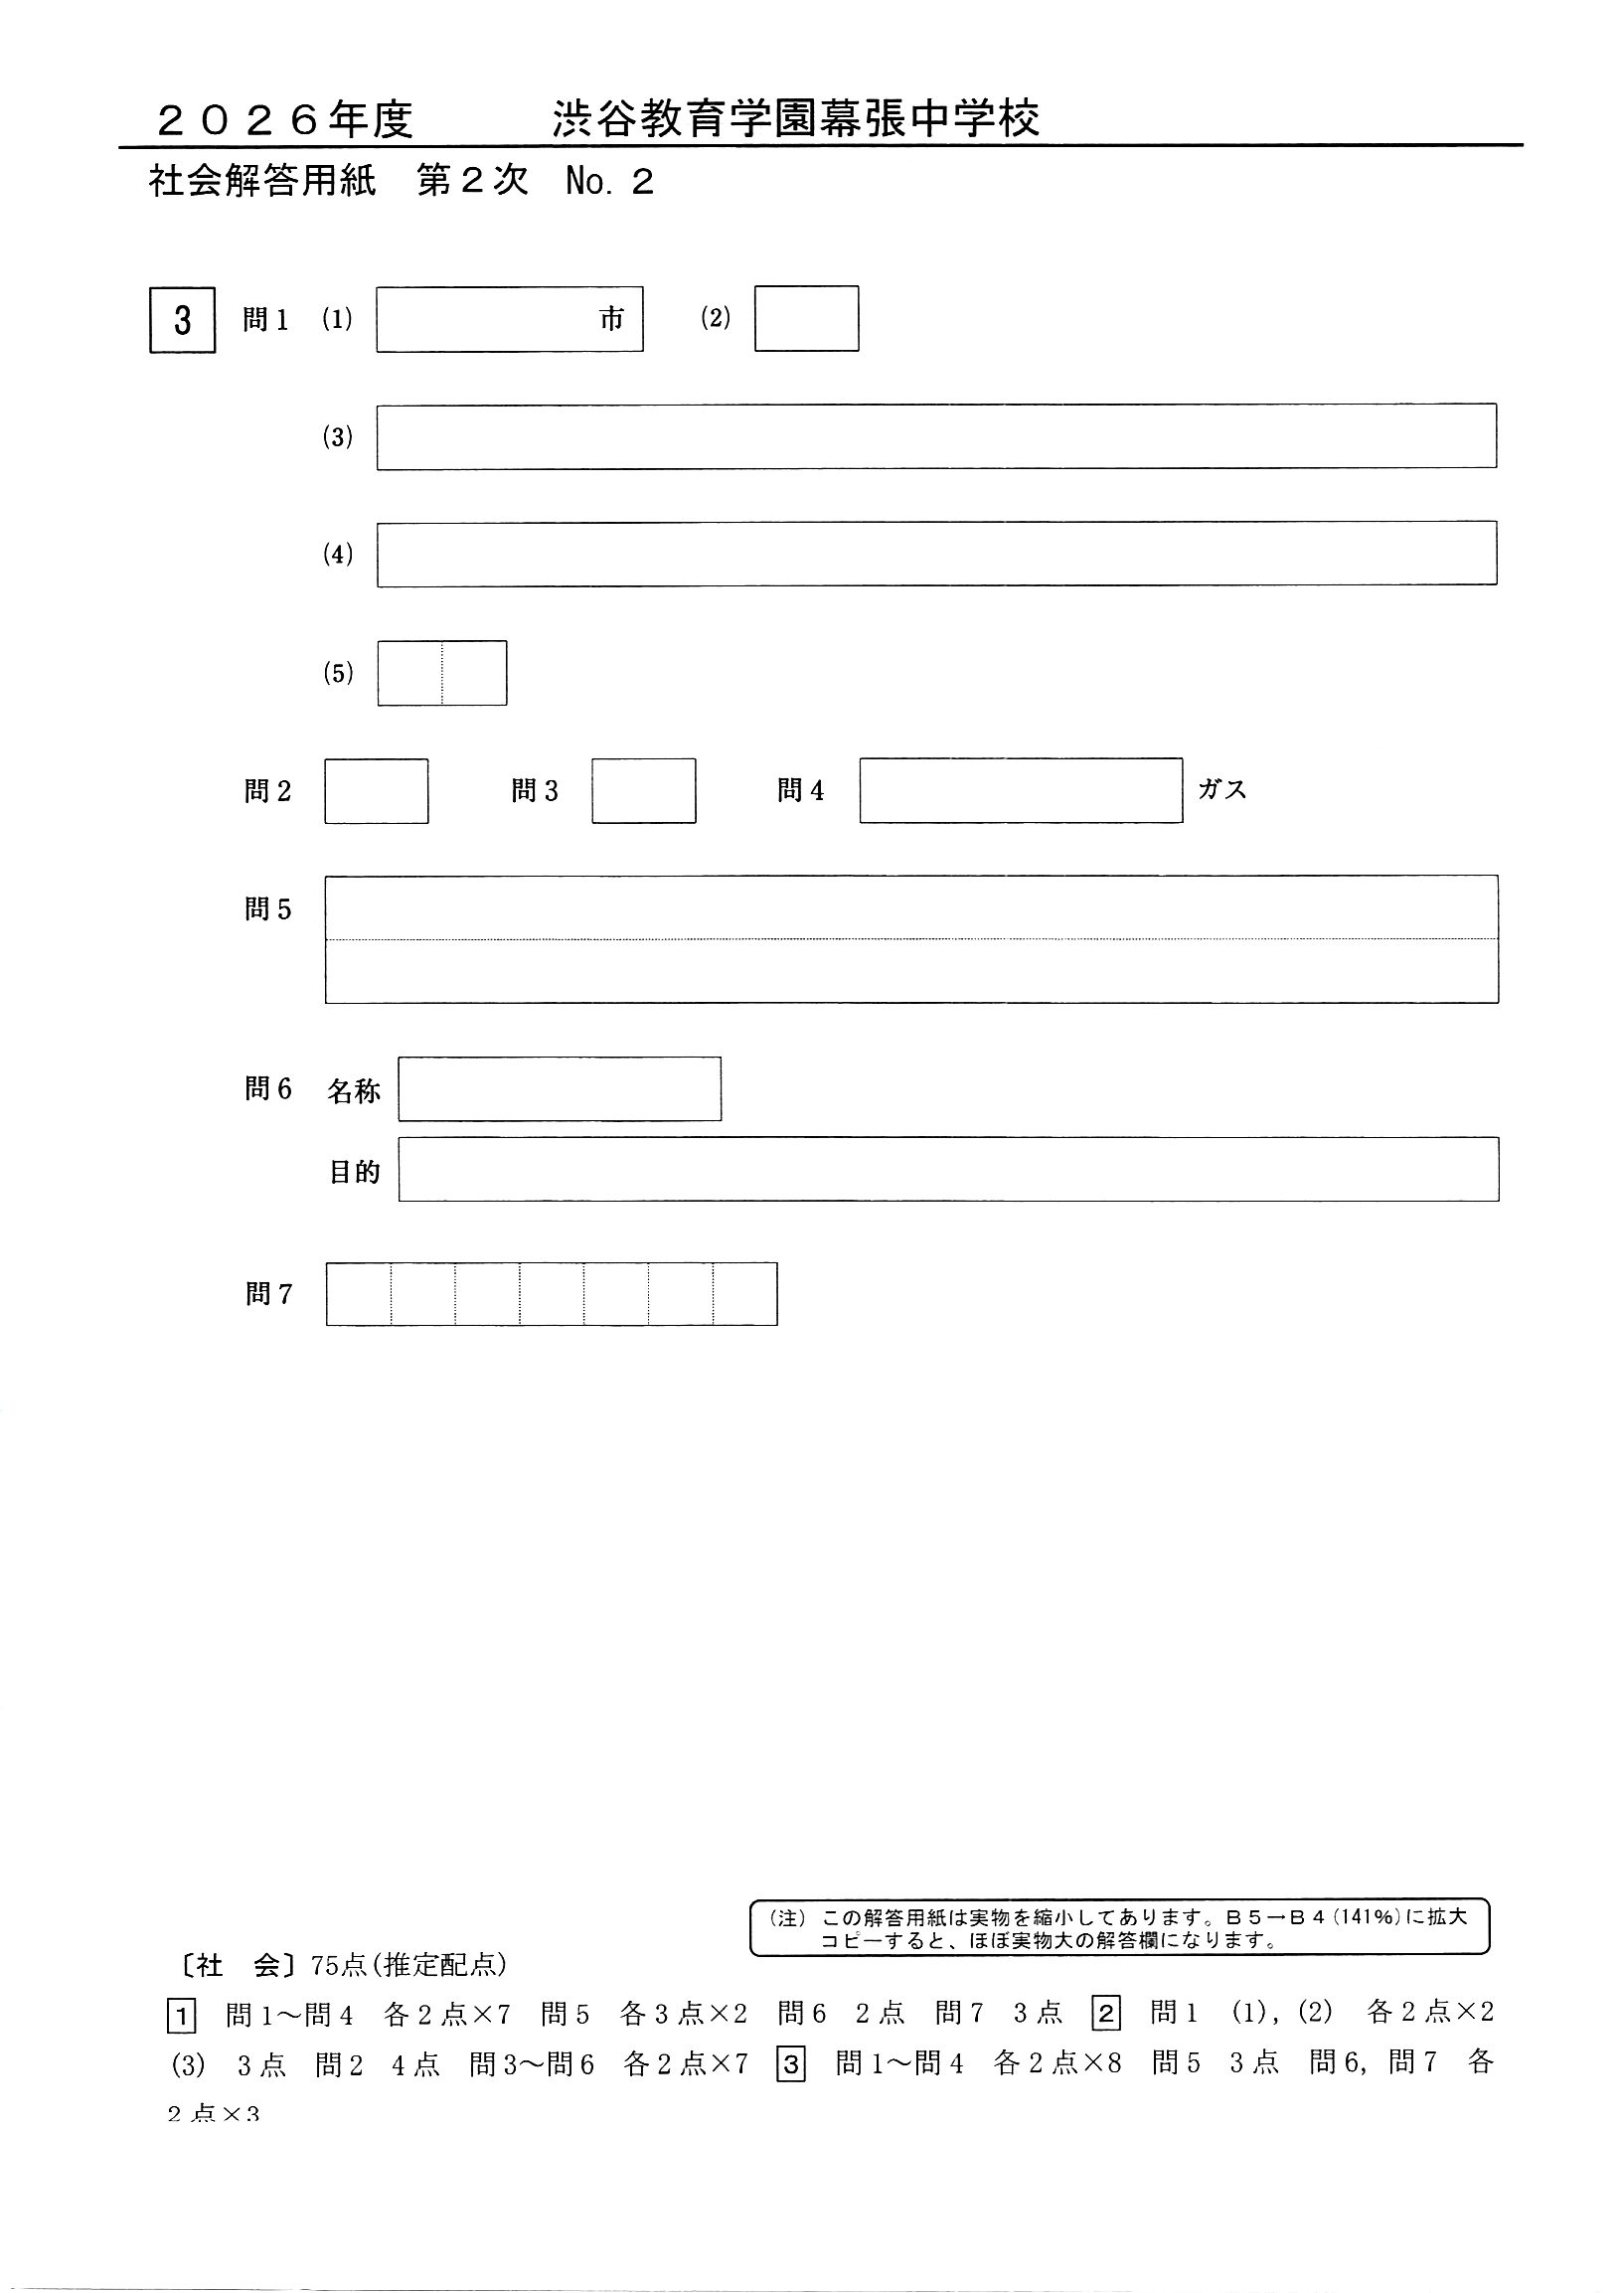 ２０２６年度　渋谷教育学園幕張中学校
社会解答用紙　第２次　No. 2
3　問1　(1)　市　(2)
(3)
(4)
(5)
問2　問3　問4　ガス
問5
問6　名称
目的
問7
（注）この解答用紙は実物を縮小してあります。Ｂ５→Ｂ４(141％)に拡大
コピーすると、ほぼ実物大の解答欄になります。
〔社　会〕75点(推定配点)
1　問1～問4　各2点×7　問5　各3点×2　問6　2点　問7　3点　2　問1　(1)，(2)　各2点×2
(3)　3点　問2　4点　問3～問6　各2点×7　3　問1～問4　各2点×8　問5　3点　問6，問7　各
2点×3